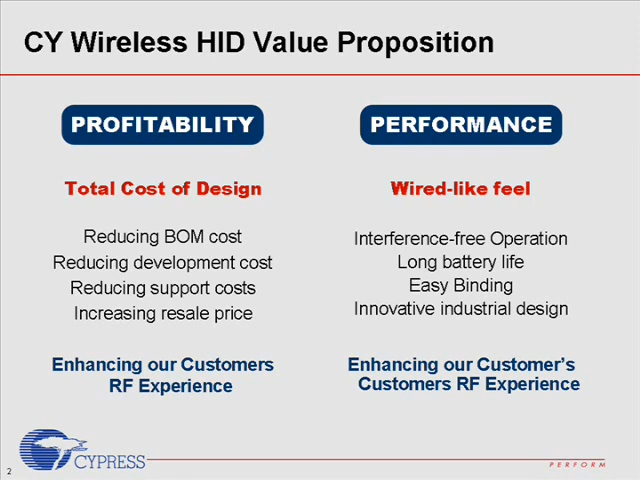 CY Wireless HID Value Proposition
PROFITABILITY
Total Cost of Design
Reducing BOM cost
Reducing development cost
Reducing support costs
Increasing resale price
Enhancing our Customers
RF Experience
PERFORMANCE
Wired-like feel
Interference-free Operation
Long battery life
Easy Binding
Innovative industrial design
Enhancing our Customer's
Customers RF Experience
2
CYPRESS
PERFORM